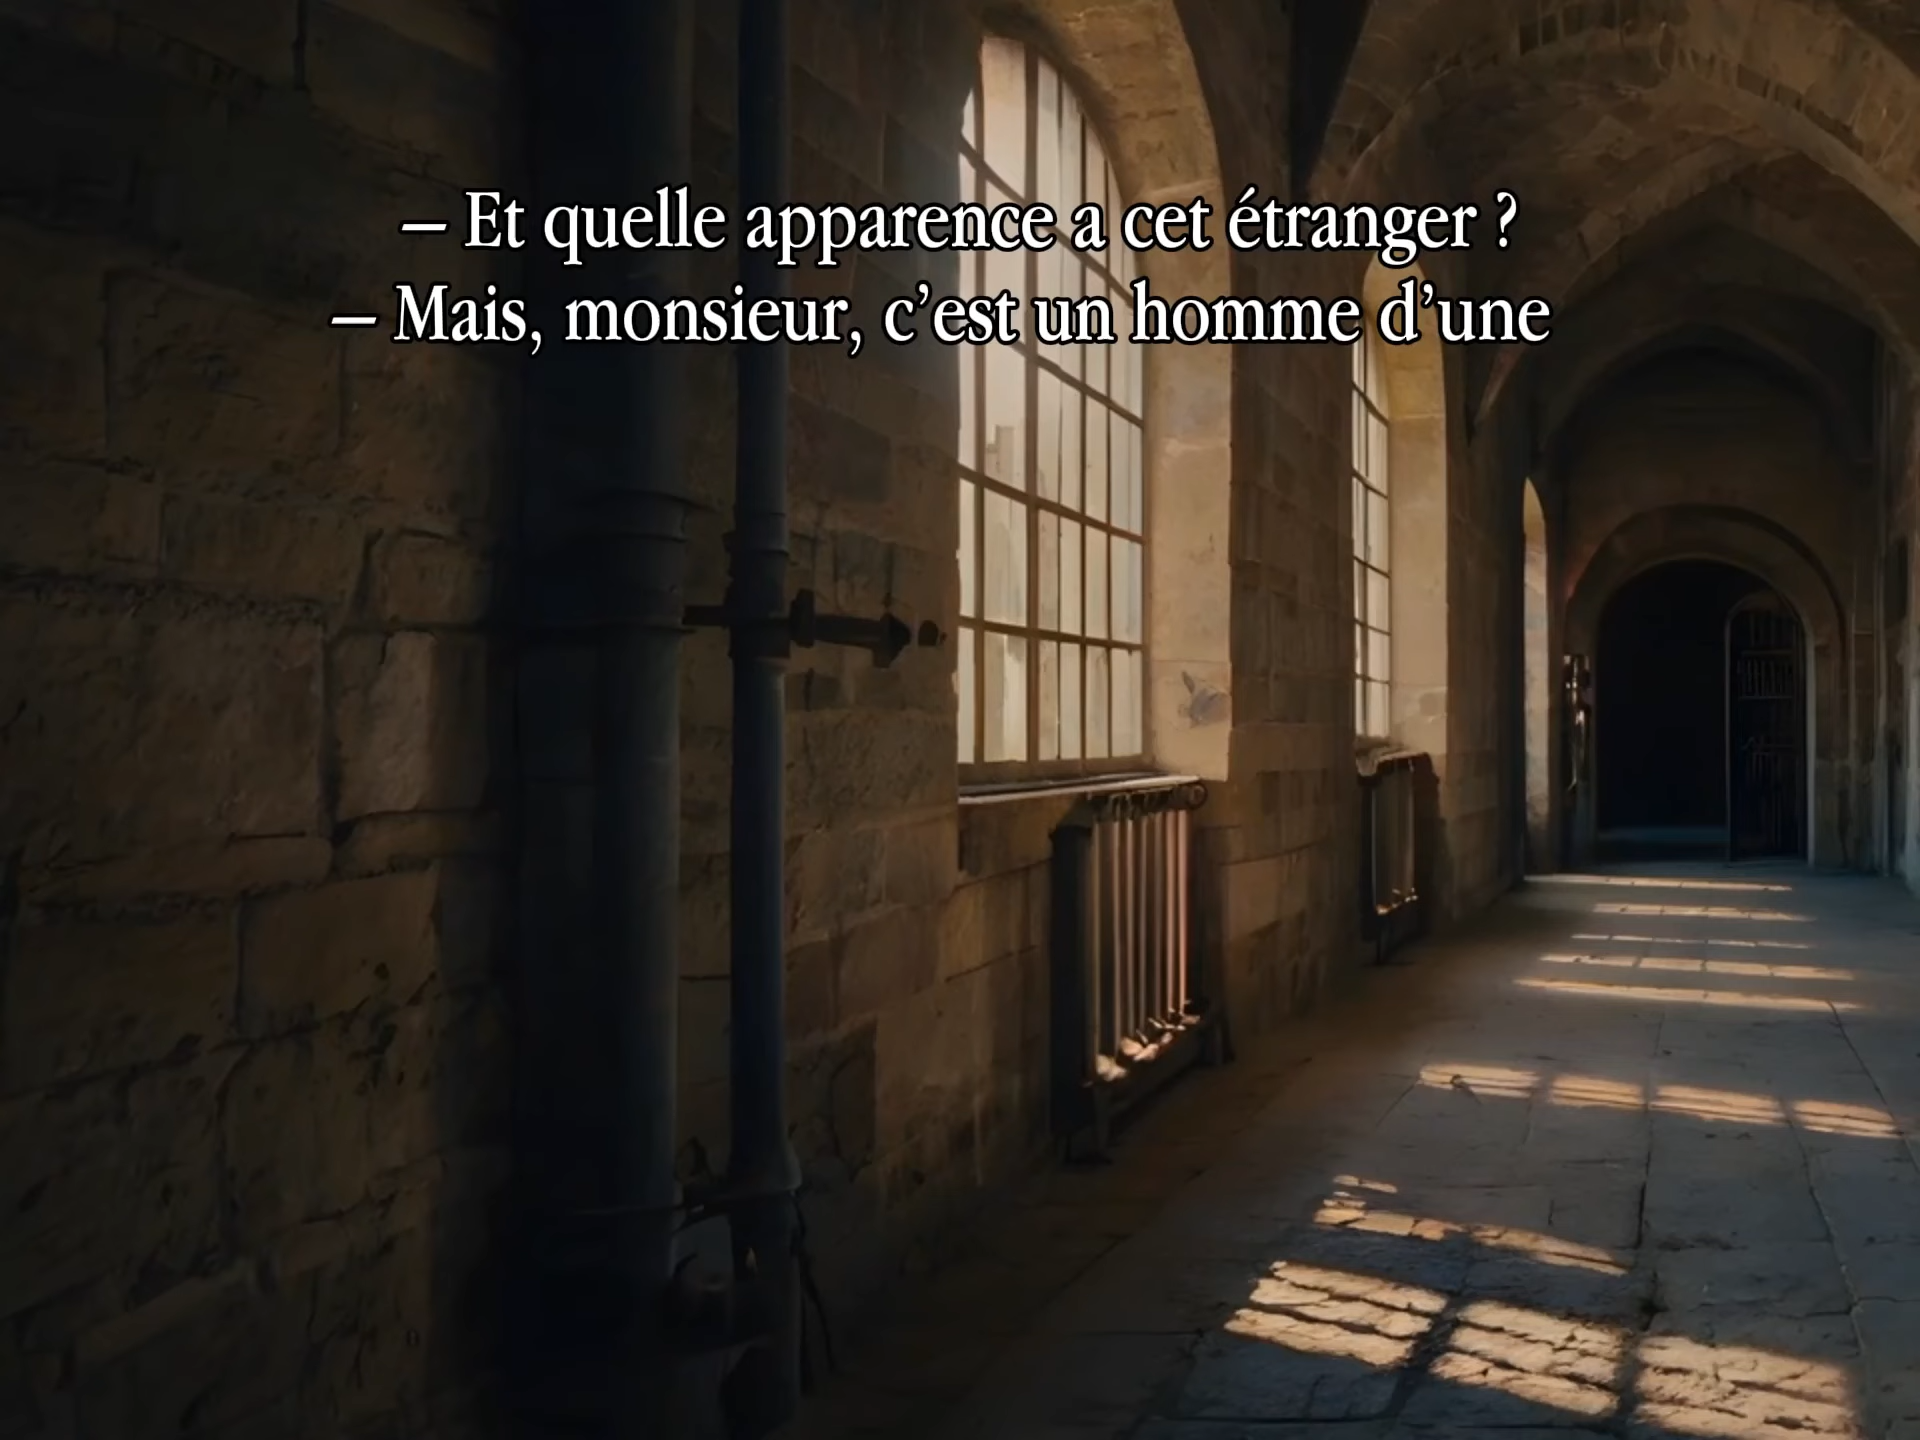 – Et quelle apparence a cet étranger ?
– Mais, monsieur, c’est un homme d’une